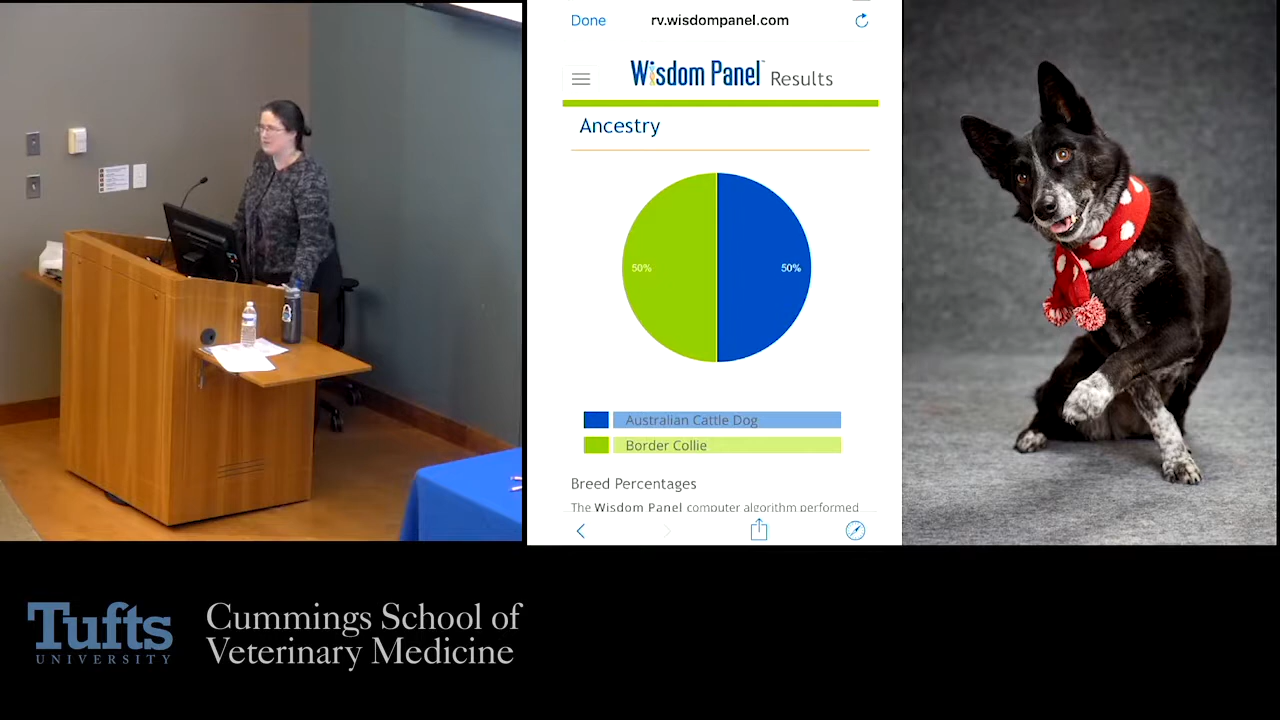 Done
rv.wisdompanel.com
Wisdom Panel™ Results
Ancestry
50%
50%
Australian Cattle Dog
Border Collie
Breed Percentages
The Wisdom Panel computer algorithm performed
Tufts
UNIVERSITY
Cummings School of
Veterinary Medicine